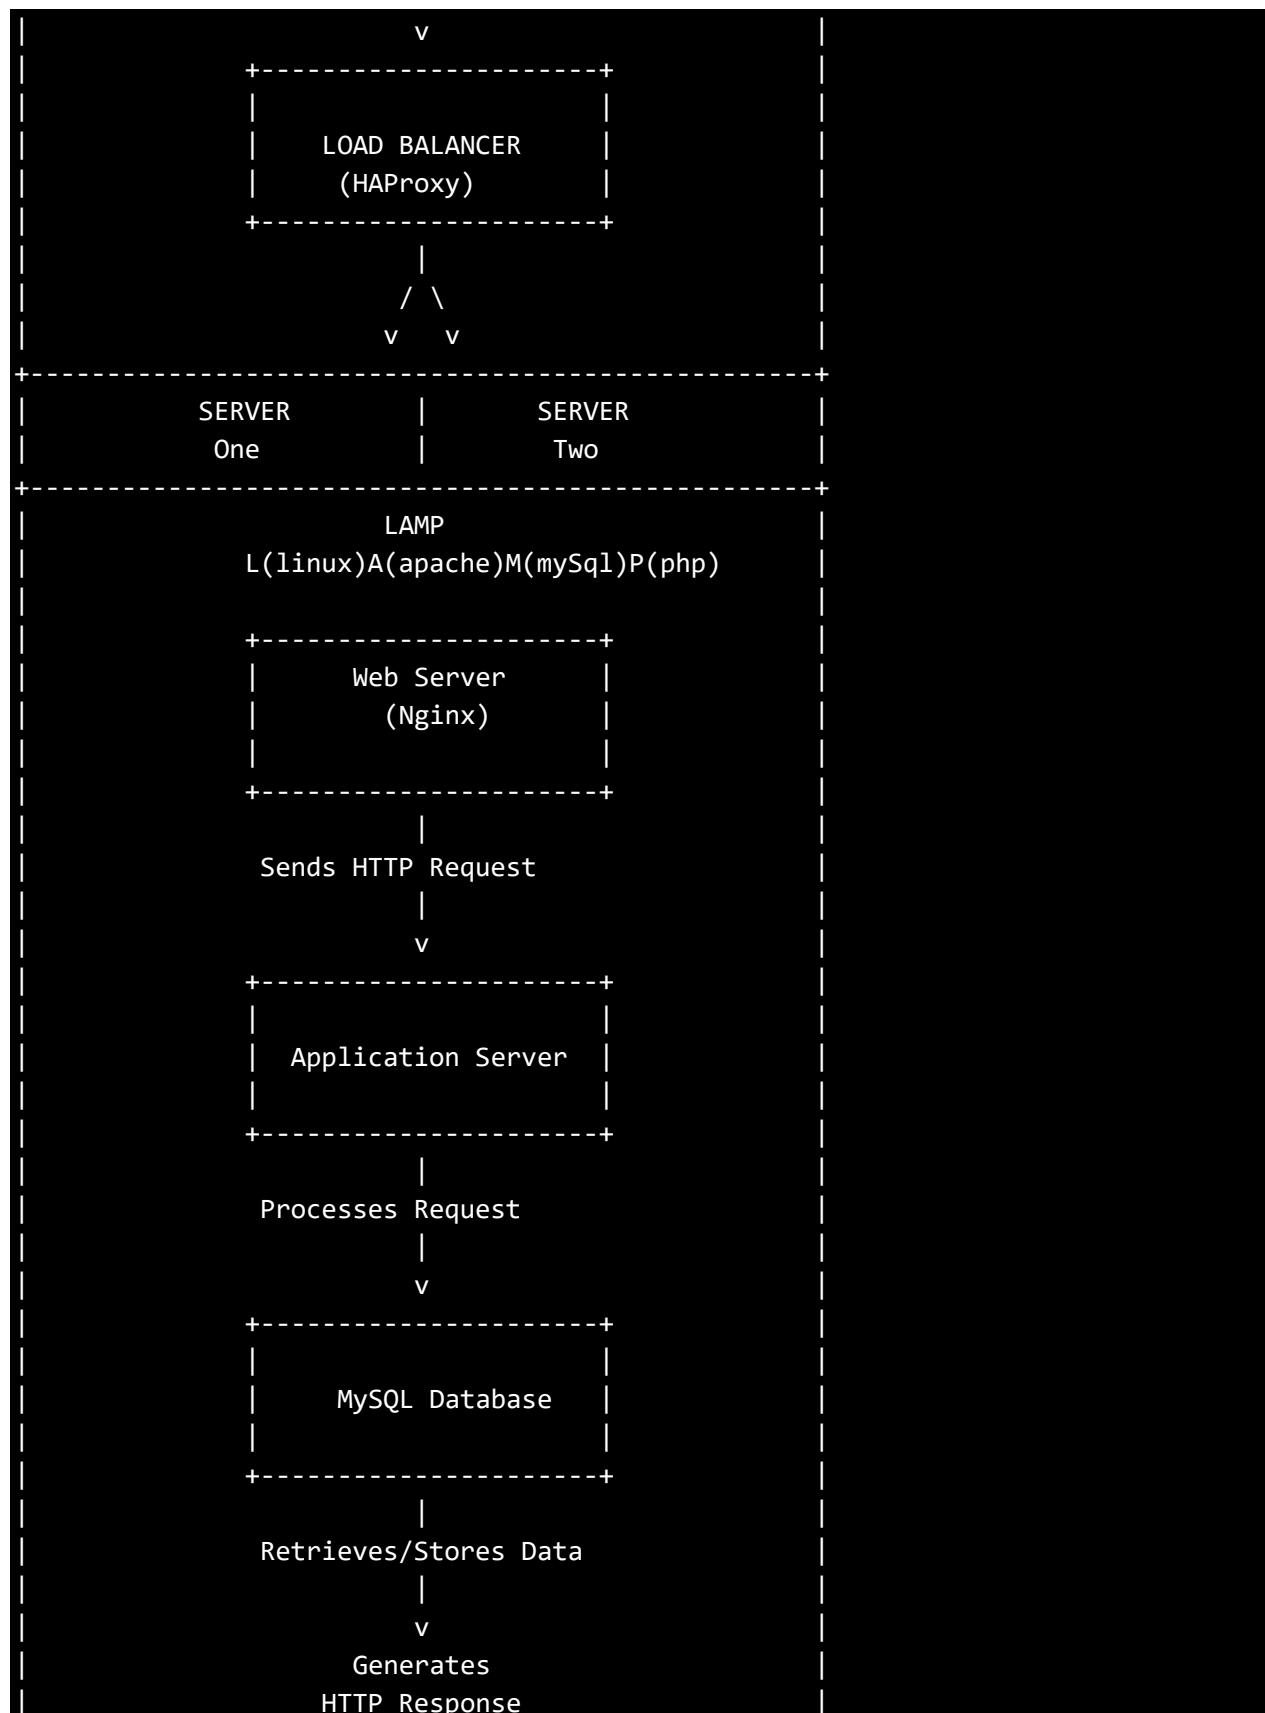 |                         v                         |
|              +----------------------+             |
|              |                      |             |
|              |    LOAD BALANCER     |             |
|              |     (HAProxy)        |             |
|              +----------------------+             |
|                         |                         |
|                        / \                        |
|                       v   v                       |
+---------------------------------------------------+
|           SERVER        |       SERVER            |
|            One          |        Two              |
+---------------------------------------------------+
|                       LAMP                        |
|              L(linux)A(apache)M(mySql)P(php)      |
|                                                   |
|              +----------------------+             |
|              |      Web Server      |             |
|              |        (Nginx)       |             |
|              |                      |             |
|              +----------------------+             |
|                         |                         |
|               Sends HTTP Request                  |
|                         |                         |
|                         v                         |
|              +----------------------+             |
|              |                      |             |
|              |  Application Server  |             |
|              |                      |             |
|              +----------------------+             |
|                         |                         |
|               Processes Request                   |
|                         |                         |
|                         v                         |
|              +----------------------+             |
|              |                      |             |
|              |     MySQL Database   |             |
|              |                      |             |
|              +----------------------+             |
|                         |                         |
|               Retrieves/Stores Data               |
|                         |                         |
|                         v                         |
|                     Generates                     |
|                   HTTP Response                   |